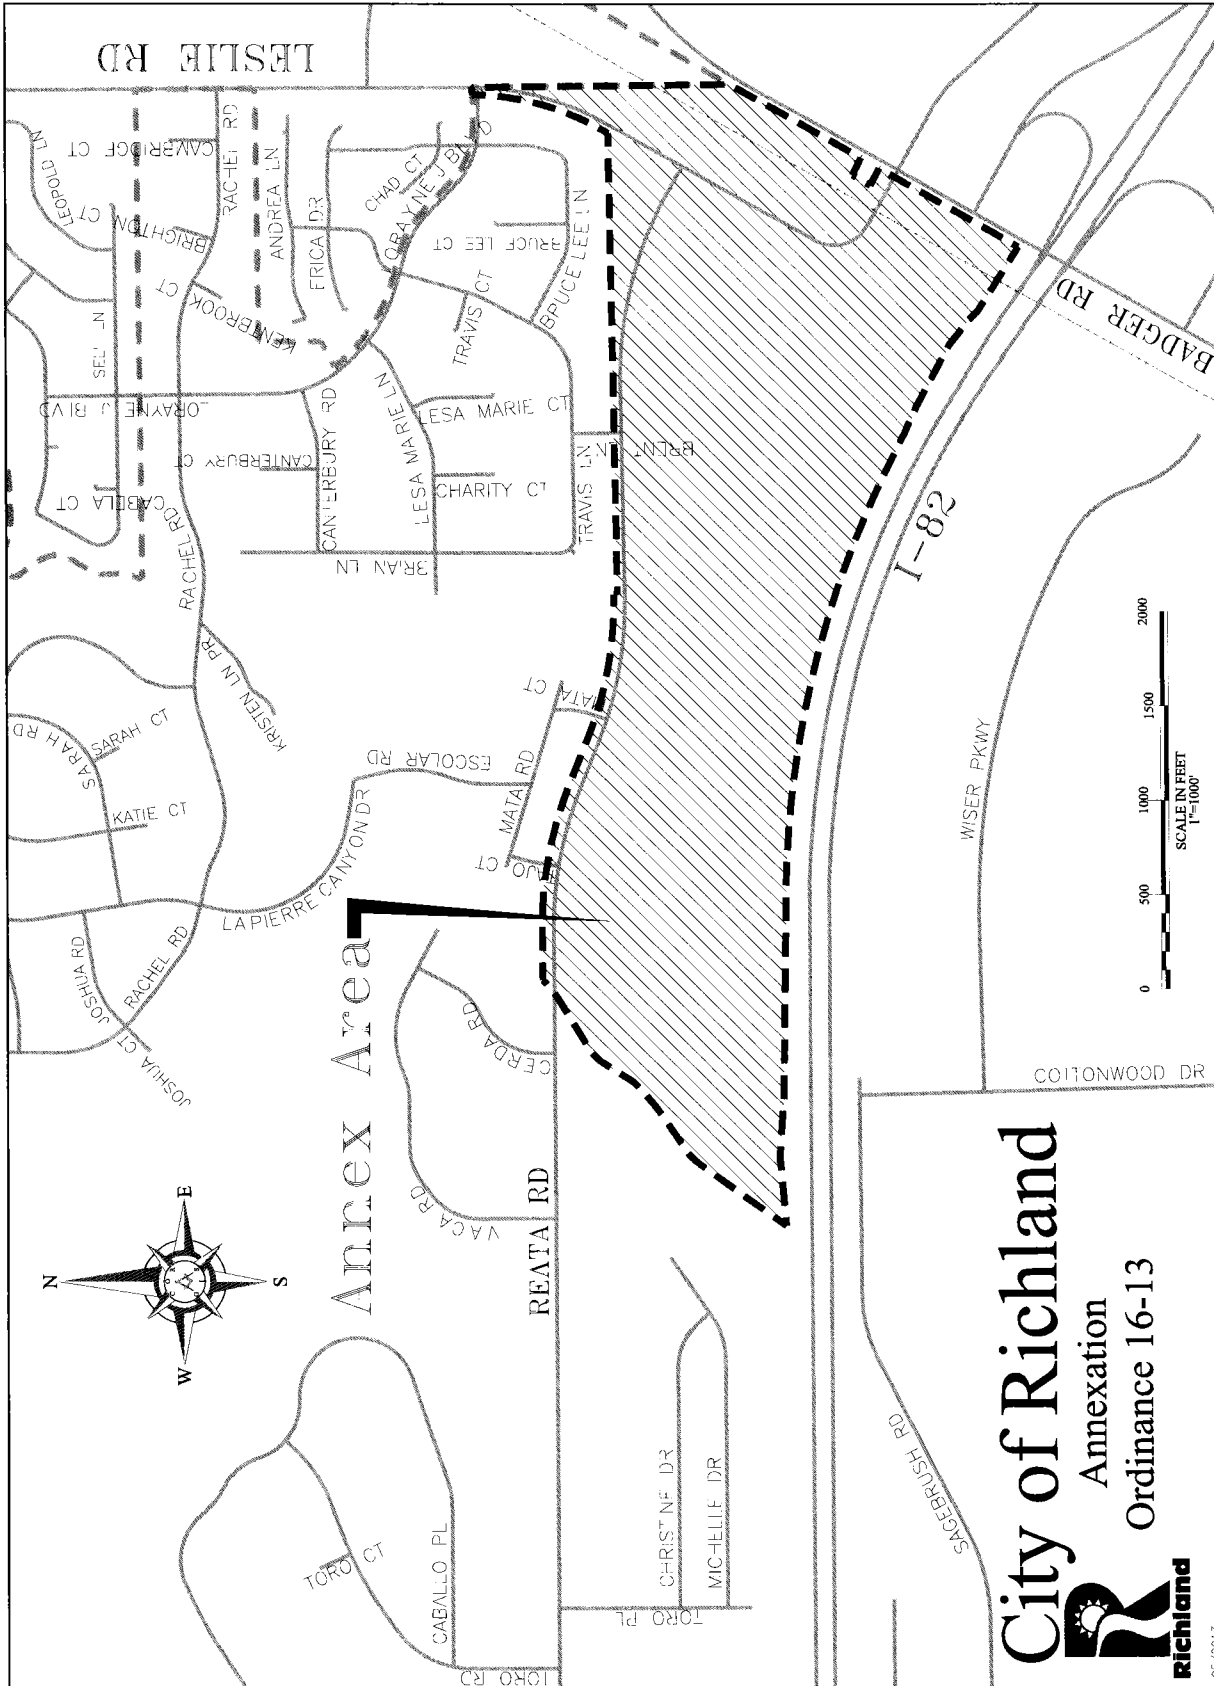 LESLIE RD
LEOPOLD LN
CAMBRIDGE CT
RACHEL RD
BRIGHTON CT
ANDREA LN
ERICA DR
CHAD CT
LORAYNE J BLVD
KENTBROOK CT
BRUCE LEE CT
BRUCE LEE LN
TRAVIS CT
SELL LN
LORAYNE J BLVD
CABELA CT
CANTERBURY CT
CANTERBURY RD
LESA MARIE LN
LESA MARIE CT
CHARITY CT
TRAVIS LN
BRENT LN
BRIAN LN
RACHEL RD
KRISTEN LN PR
SARAH RD
SARAH CT
KATIE CT
LAPIERRE CANYON DR
ESCOLAR RD
MATA RD
MATA CT
TAJO CT
JOSHUA RD
RACHEL RD
JOSHUA CT
Annex Area
CERDA RD
VACA RD
REATA RD
BADGER RD
I-82
WISER PKWY
COTTONWOOD DR
SAGEBRUSH RD
N
E
S
W
TORO CT
CABALLO PL
TORO RD
TORO PL
CHRISTINE DR
MICHELLE DR
0 500 1000 1500 2000
SCALE IN FEET
1"=1000'
City of Richland
Annexation
Ordinance 16-13
Richland